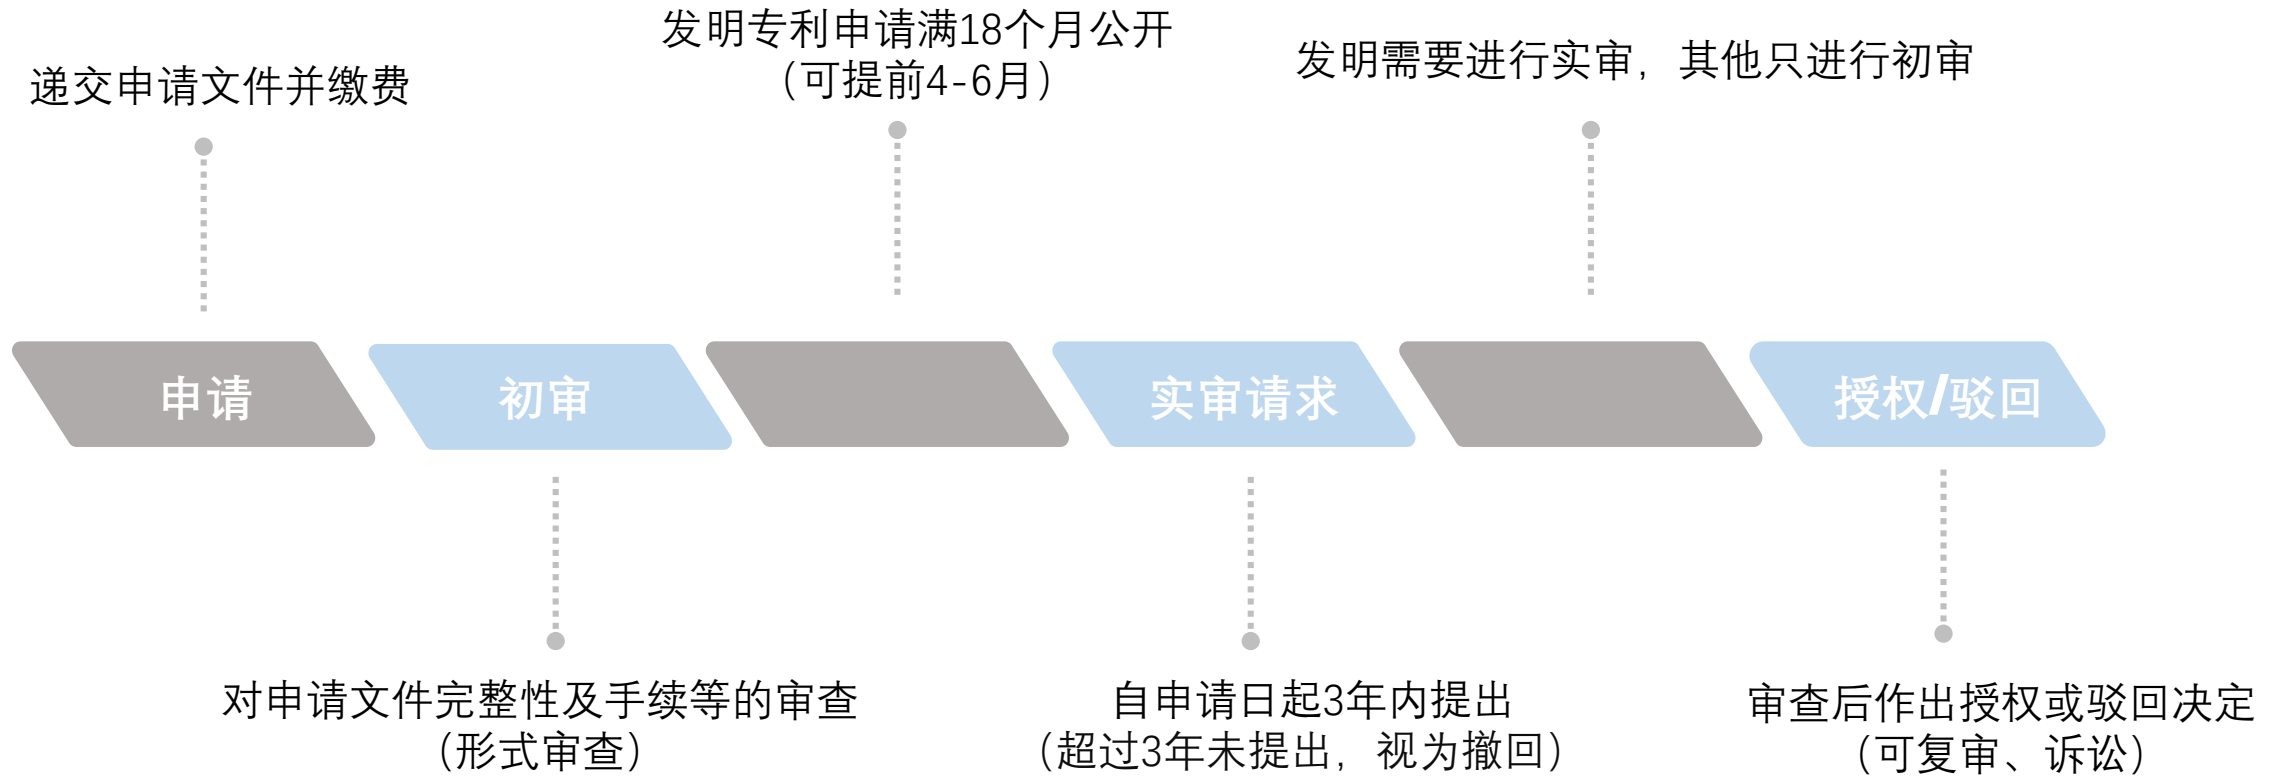 递交申请文件并缴费
发明专利申请满18个月公开
（可提前4-6月）
发明需要进行实审，其他只进行初审
申请
初审
实审请求
授权/驳回
对申请文件完整性及手续等的审查
（形式审查）
自申请日起3年内提出
（超过3年未提出，视为撤回）
审查后作出授权或驳回决定
（可复审、诉讼）